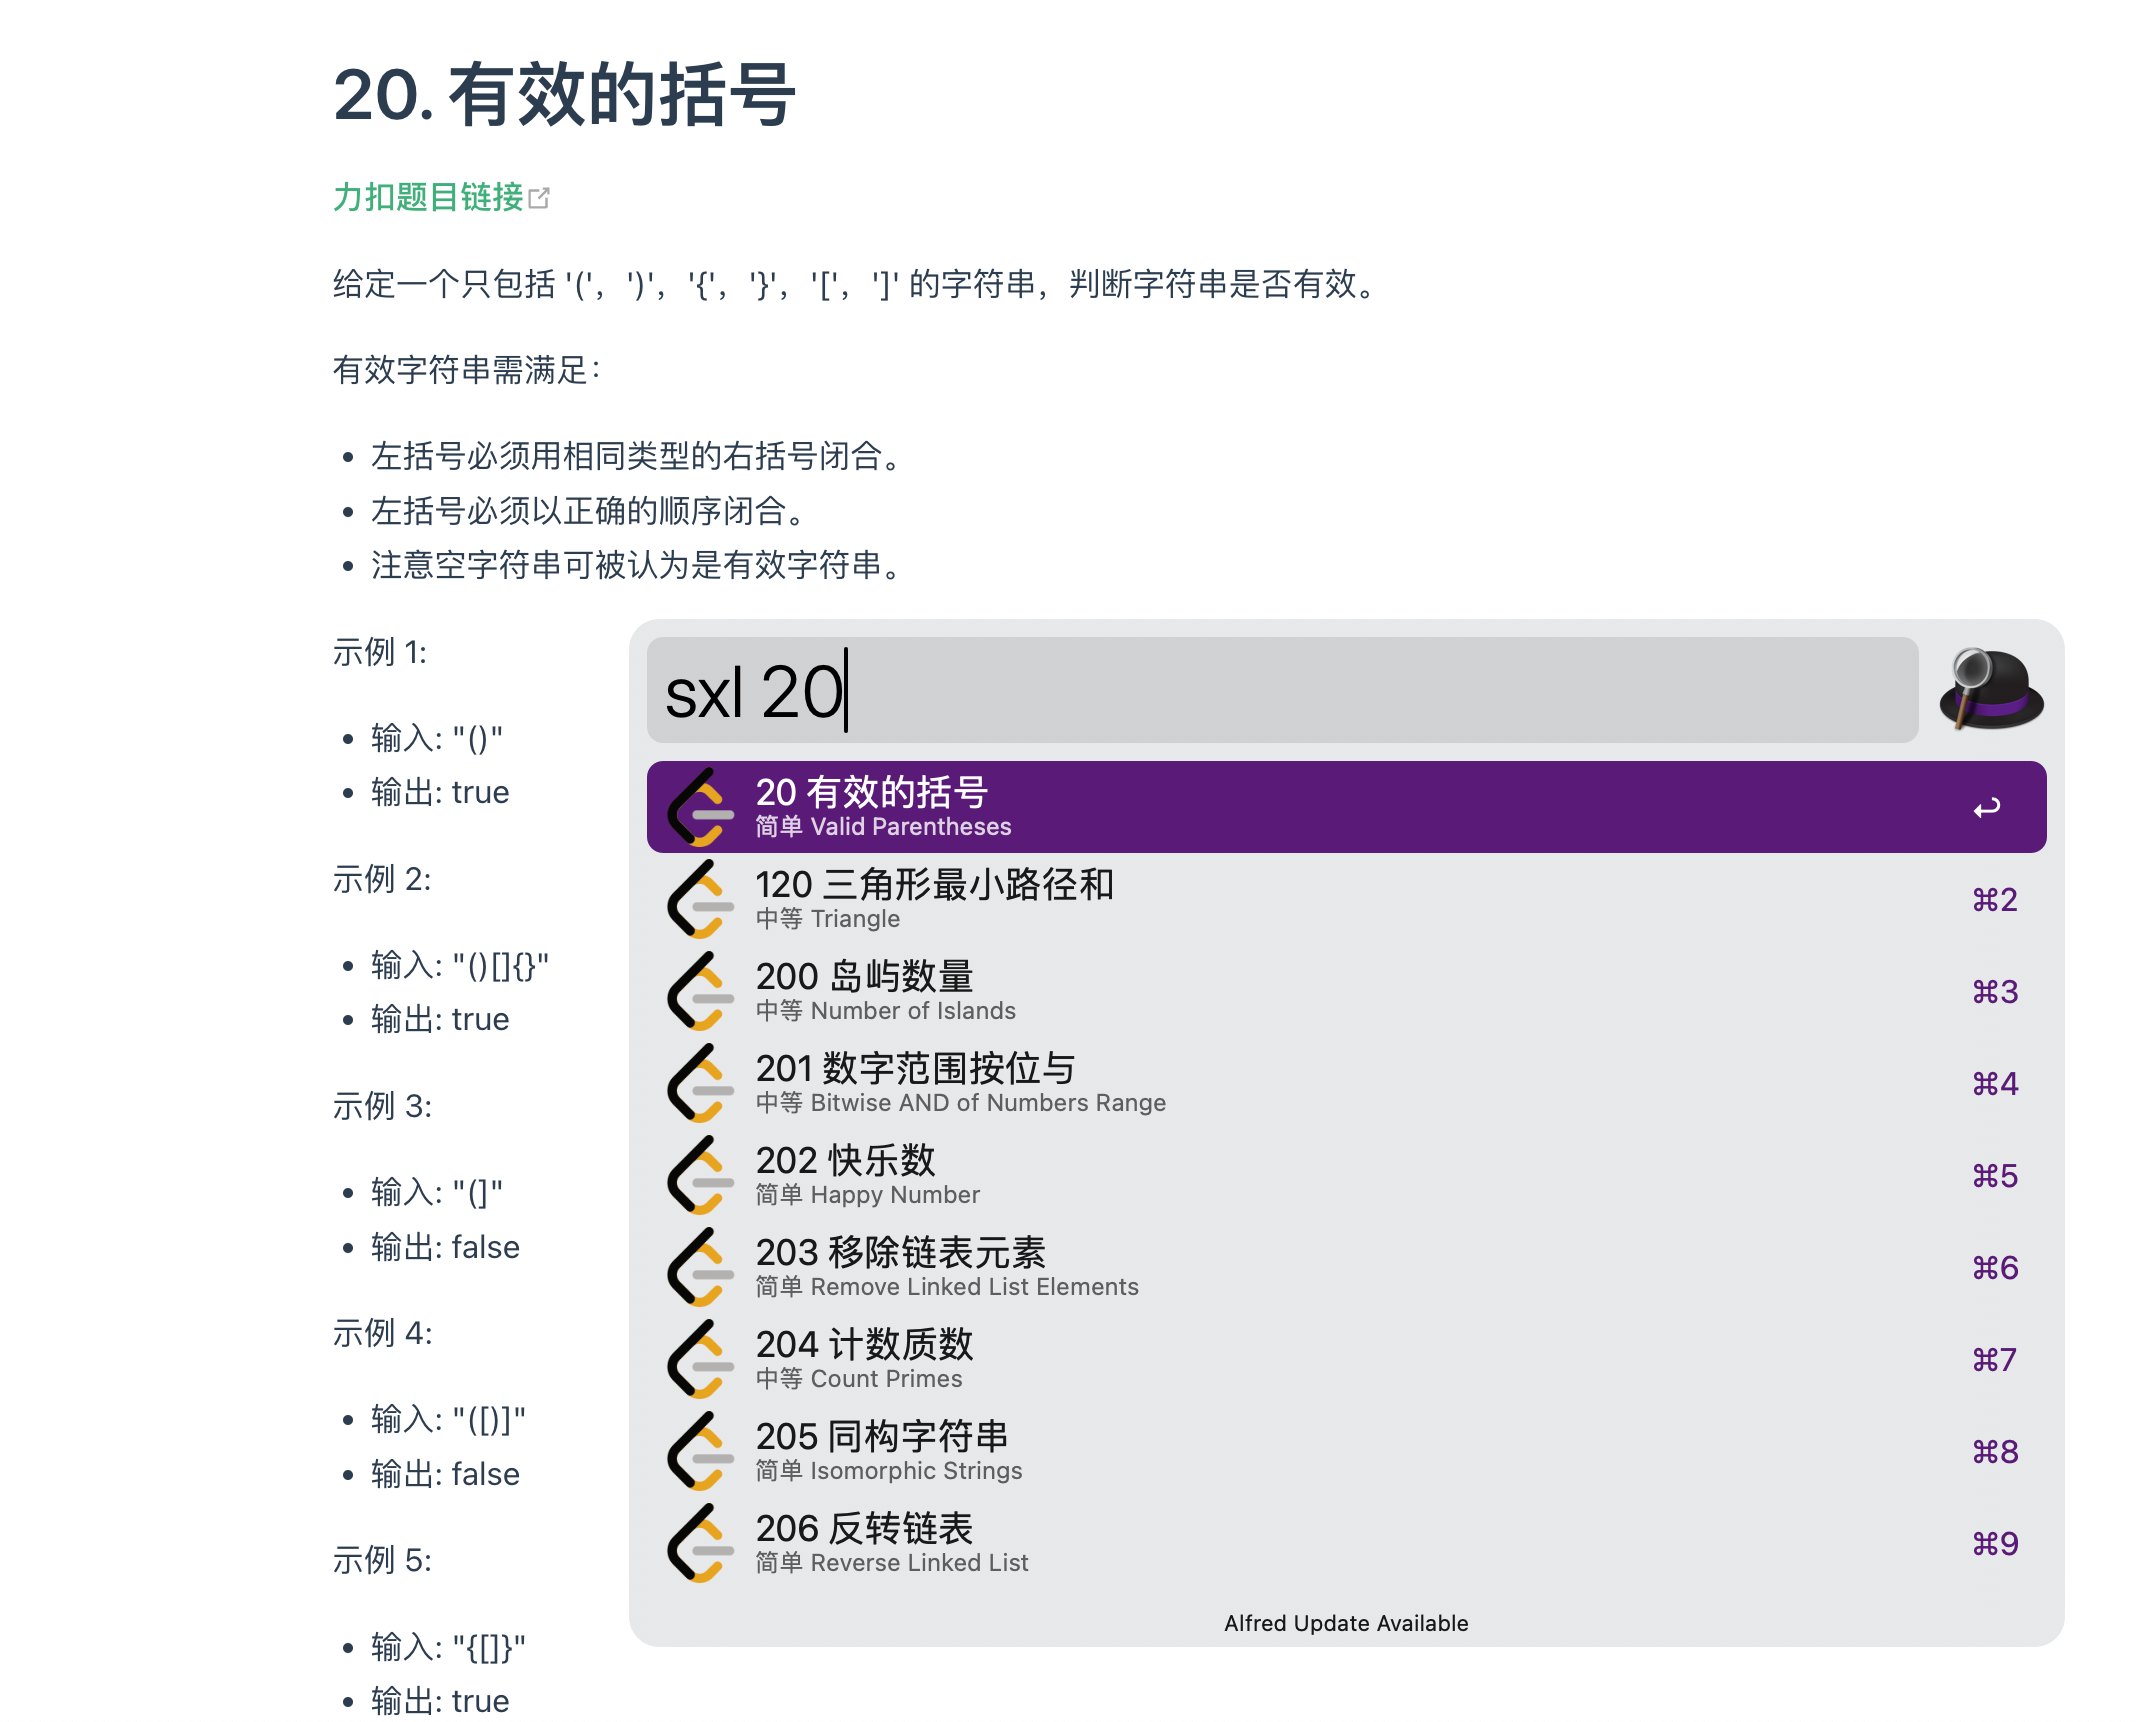 20. 有效的括号
力扣题目链接
给定一个只包括 '('，')'，'{'，'}'，'['，']' 的字符串，判断字符串是否有效。
有效字符串需满足：
左括号必须用相同类型的右括号闭合。
左括号必须以正确的顺序闭合。
注意空字符串可被认为是有效字符串。
示例 1:
输入: "()"
输出: true
示例 2:
输入: "()[]{}"
输出: true
示例 3:
输入: "(]"
输出: false
示例 4:
输入: "([)]"
输出: false
示例 5:
输入: "{[]}"
输出: true
sxl 20
20 有效的括号
简单 Valid Parentheses
120 三角形最小路径和
中等 Triangle
⌘2
200 岛屿数量
中等 Number of Islands
⌘3
201 数字范围按位与
中等 Bitwise AND of Numbers Range
⌘4
202 快乐数
简单 Happy Number
⌘5
203 移除链表元素
简单 Remove Linked List Elements
⌘6
204 计数质数
中等 Count Primes
⌘7
205 同构字符串
简单 Isomorphic Strings
⌘8
206 反转链表
简单 Reverse Linked List
⌘9
Alfred Update Available